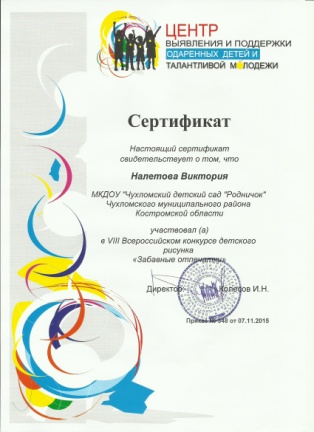 ЦЕНТР
ВЫЯВЛЕНИЯ И ПОДДЕРЖКИ
ОДАРЕННЫХ ДЕТЕЙ И
ТАЛАНТЛИВОЙ МОЛОДЕЖИ
Сертификат
Настоящий сертификат
свидетельствует о том, что
Налетова Виктория
МКДОУ "Чухломский детский сад "Родничок"
Чухломского муниципального района
Костромской области
участвовал (а)
в VIII Всероссийском конкурсе детского
рисунка
«Забавные отпечатки»
Директор: Колесов И.Н.
Приказ № 348 от 07.11.2015